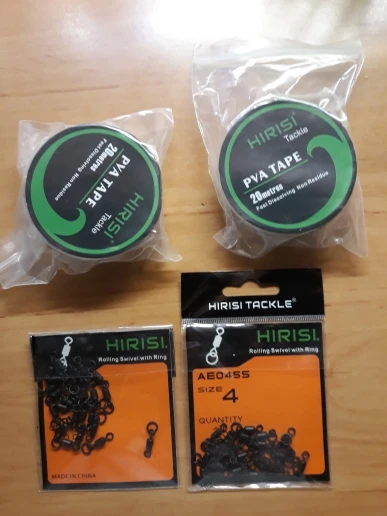 HIRISI
Tackle
PVA TAPE
20metres
Fast Dissolving Non Residue
HIRISI
Tackle
PVA TAPE
20metres
Fast Dissolving Non Residue
HIRISI
Rolling Swivel with Ring
MADE IN CHINA
HIRISI TACKLE®
HIRISI
Rolling Swivel with Ring
AE045S
SIZE 4
QUANTITY